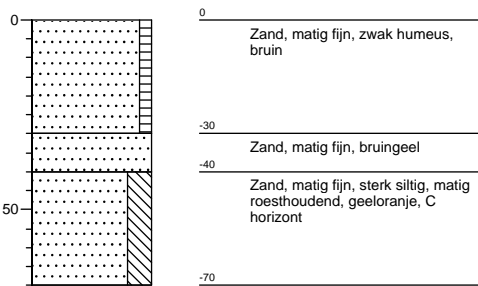 0
0
Zand, matig fijn, zwak humeus,
bruin
-30
Zand, matig fijn, bruingeel
-40
Zand, matig fijn, sterk siltig, matig
roesthoudend, geeloranje, C
horizont
50
-70